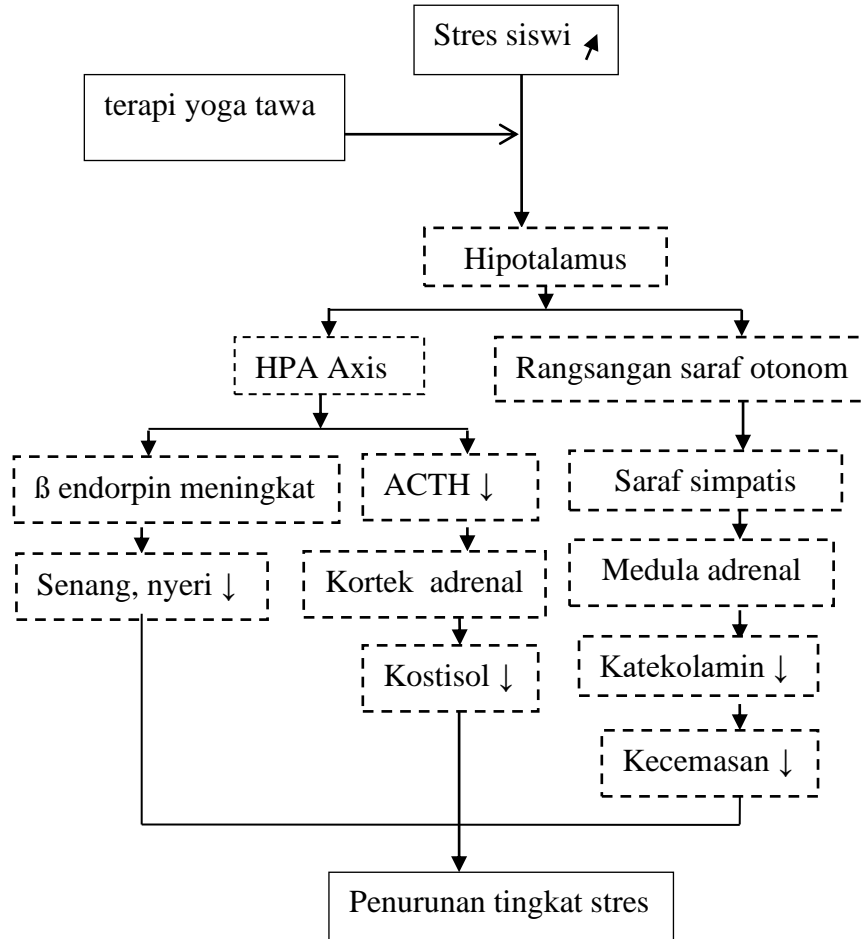 Stres siswi
terapi yoga tawa
Hipotalamus
HPA Axis
Rangsangan saraf otonom
ß endorpin meningkat
ACTH ↓
Saraf simpatis
Senang, nyeri ↓
Kortek adrenal
Medula adrenal
Kostisol ↓
Katekolamin ↓
Kecemasan ↓
Penurunan tingkat stres